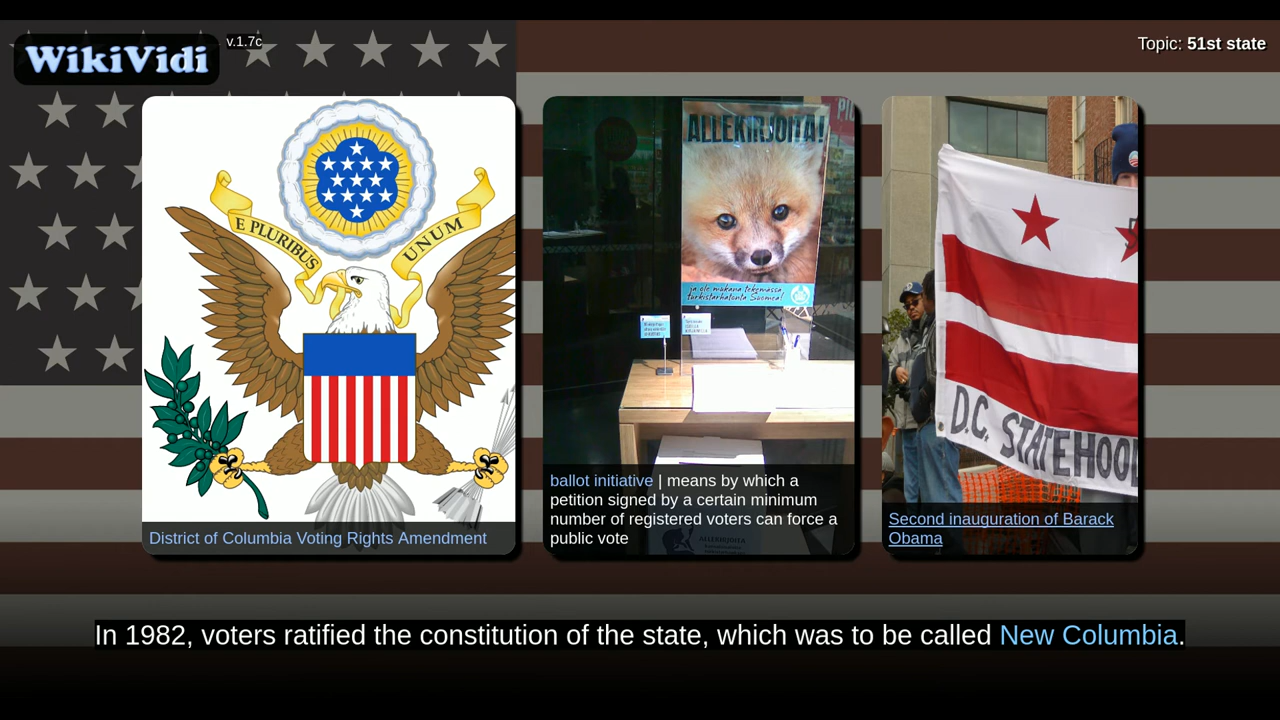 WikiVidi
v.1.7c
Topic: 51st state
E PLURIBUS
UNUM
ALLEKIRJOITA!
ja ole mukana tekemässä
turkistarhatonta Suomea!
D.C. STATEHOO
District of Columbia Voting Rights Amendment
ballot initiative | means by which a
petition signed by a certain minimum
number of registered voters can force a
public vote
Second inauguration of Barack
Obama
In 1982, voters ratified the constitution of the state, which was to be called New Columbia.